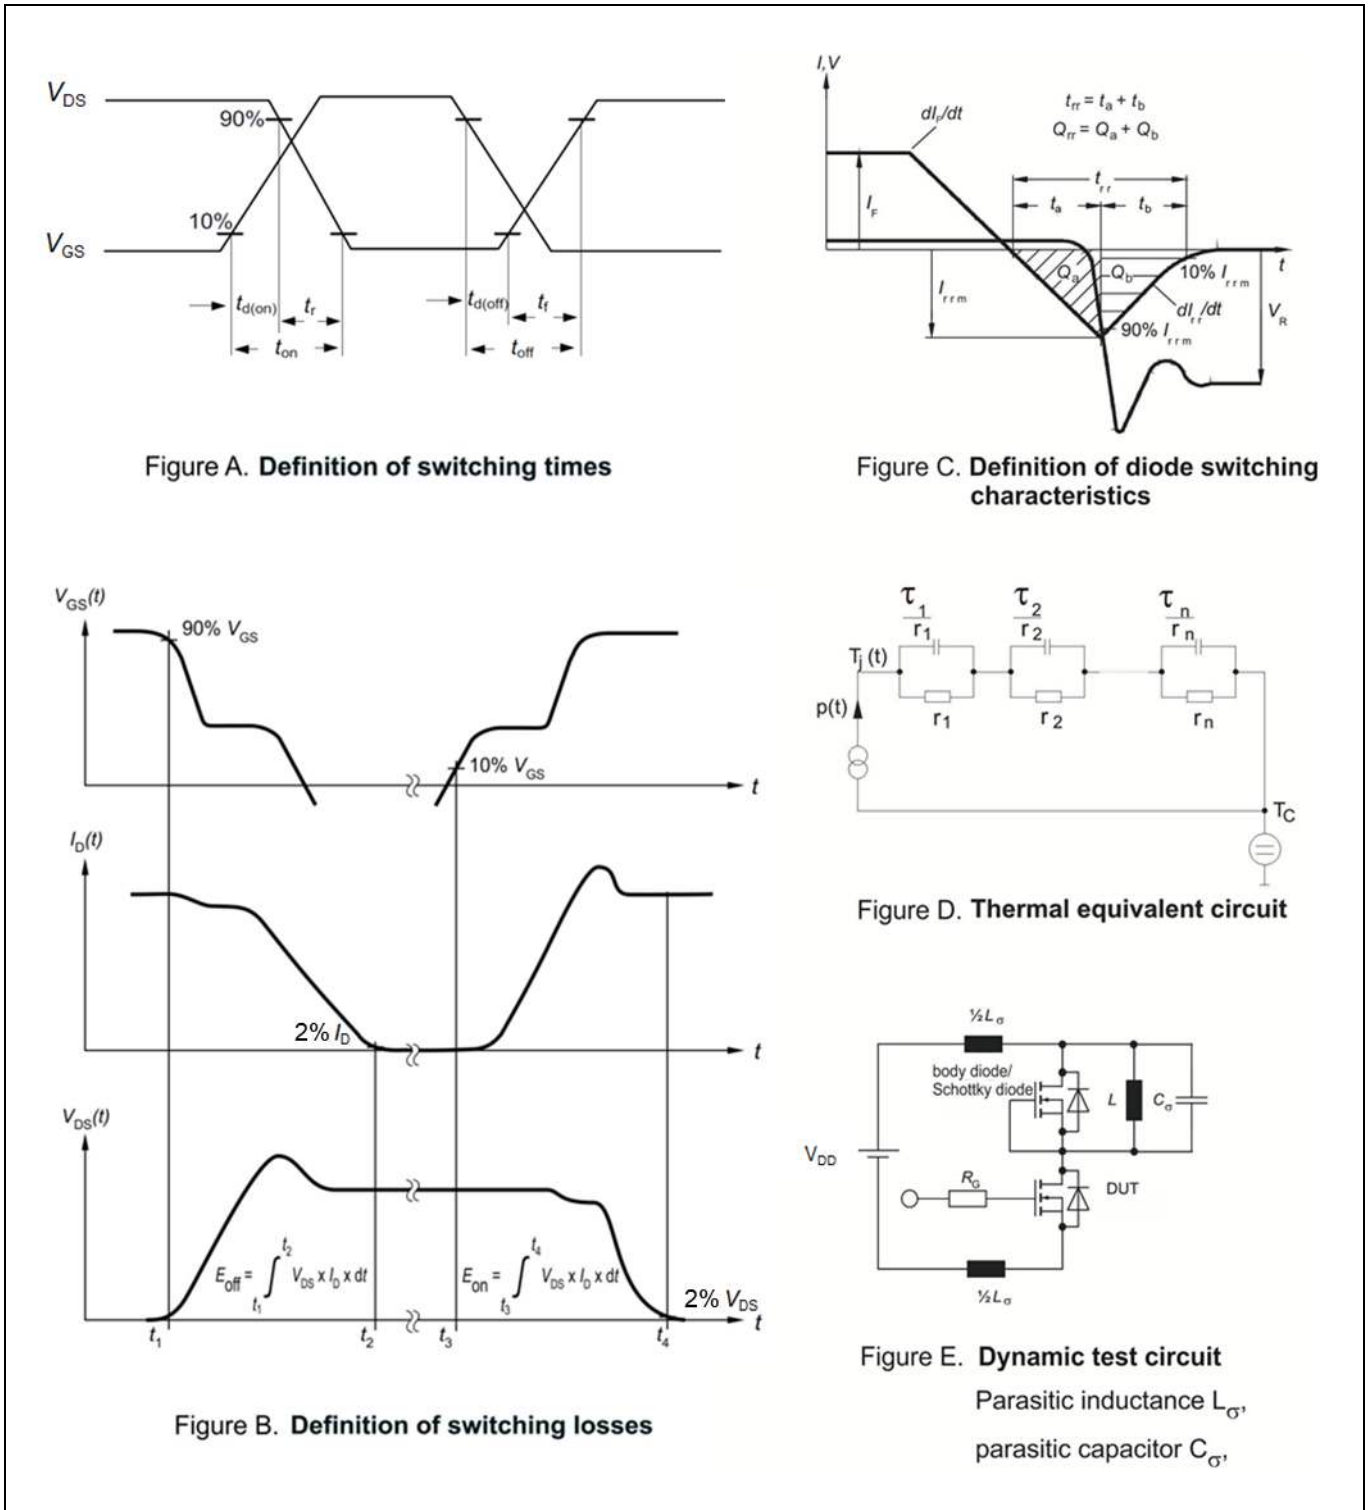 V_DS
90%
10%
V_GS
t_d(on)
t_r
t_on
t_d(off)
t_f
t_off
Figure A. Definition of switching times
I,V
t_rr = t_a + t_b
Q_rr = Q_a + Q_b
dI_F/dt
t_rr
t_a
t_b
I_F
Q_a
Q_b
10% I_rrm
t
I_rrm
dI_rr/dt
90% I_rrm
V_R
Figure C. Definition of diode switching
characteristics
V_GS(t)
90% V_GS
10% V_GS
t
I_D(t)
2% I_D
t
V_DS(t)
E_off = ∫_t1^t2 V_DS x I_D x dt
E_on = ∫_t3^t4 V_DS x I_D x dt
2% V_DS
t
t_1
t_2
t_3
t_4
Figure B. Definition of switching losses
τ_1/r_1
τ_2/r_2
τ_n/r_n
T_j(t)
p(t)
r_1
r_2
r_n
T_C
Figure D. Thermal equivalent circuit
½L_σ
body diode/
Schottky diode
L
C_σ
V_DD
R_G
DUT
½L_σ
Figure E. Dynamic test circuit
Parasitic inductance L_σ,
parasitic capacitor C_σ,